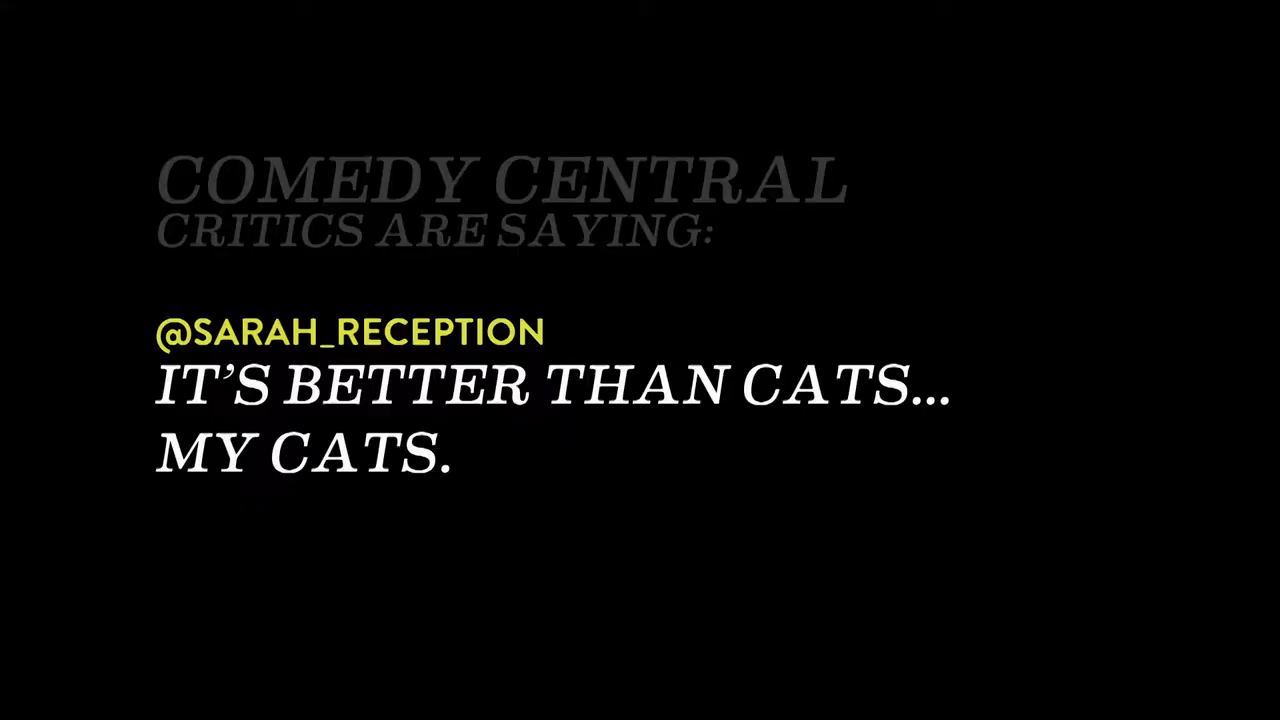 COMEDY CENTRAL
CRITICS ARE SAYING:
@SARAH_RECEPTION
IT’S BETTER THAN CATS...
MY CATS.